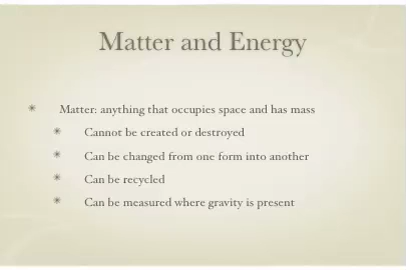 Matter and Energy
* Matter: anything that occupies space and has mass
* Cannot be created or destroyed
* Can be changed from one form into another
* Can be recycled
* Can be measured where gravity is present